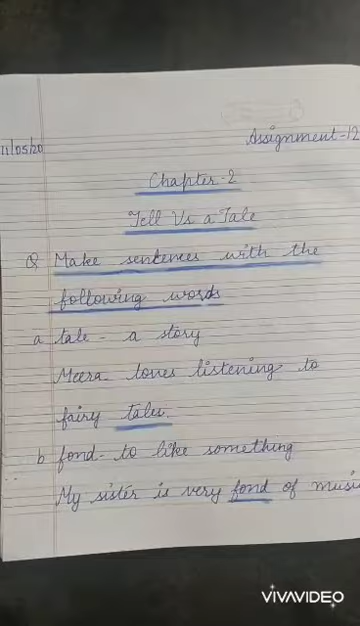 11/05/20
Assignment-12
Chapter-2
Tell Us a Tale
Q Make sentences with the
following words
a tale - a story
Meera loves listening to
fairy tales.
b fond - to like something
My sister is very fond of music
VIVAVIDEO